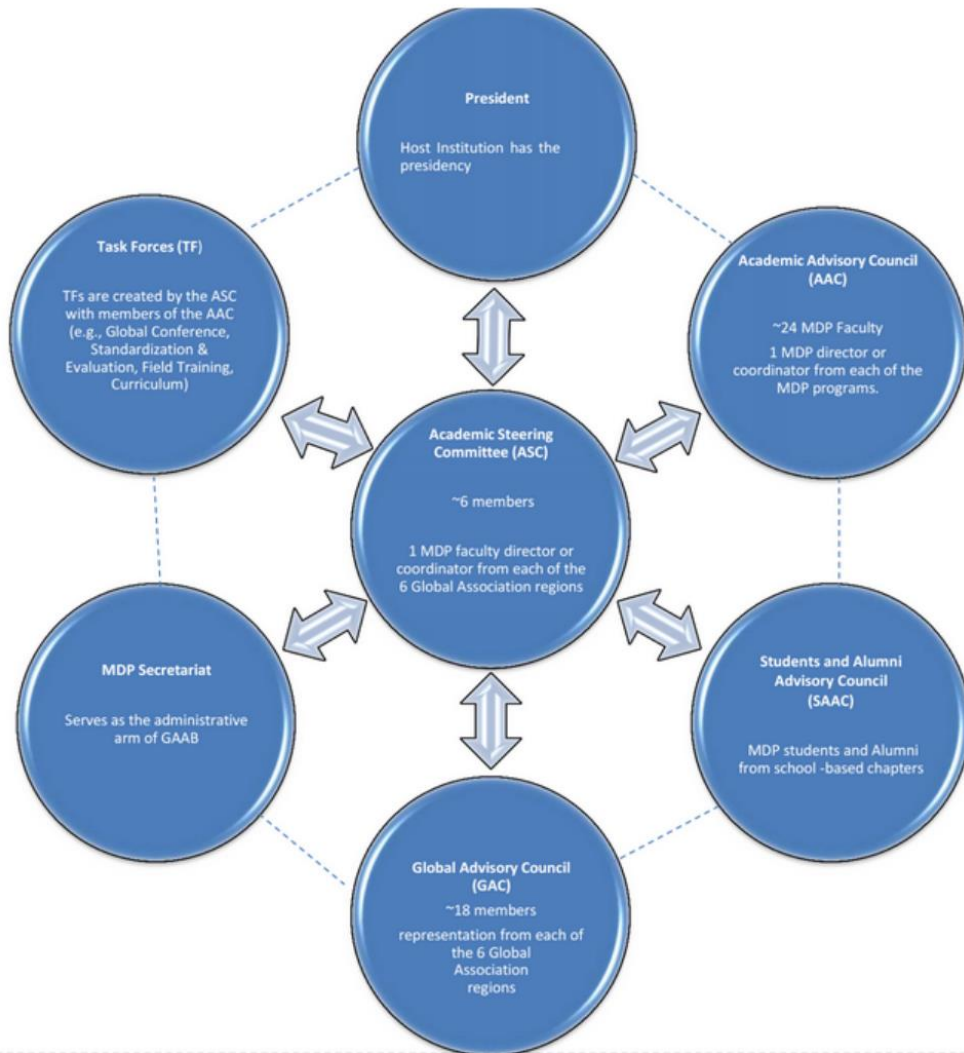 President
Host Institution has the
presidency
Task Forces (TF)
TFs are created by the ASC
with members of the AAC
(e.g., Global Conference,
Standardization &
Evaluation, Field Training,
Curriculum)
Academic Advisory Council
(AAC)
~24 MDP Faculty
1 MDP director or
coordinator from each of the
MDP programs.
Academic Steering
Committee (ASC)
~6 members
1 MDP faculty director or
coordinator from each of the
6 Global Association regions
MDP Secretariat
Serves as the administrative
arm of GAAB
Students and Alumni
Advisory Council
(SAAC)
MDP students and Alumni
from school -based chapters
Global Advisory Council
(GAC)
~18 members
representation from each of
the 6 Global
Association
regions